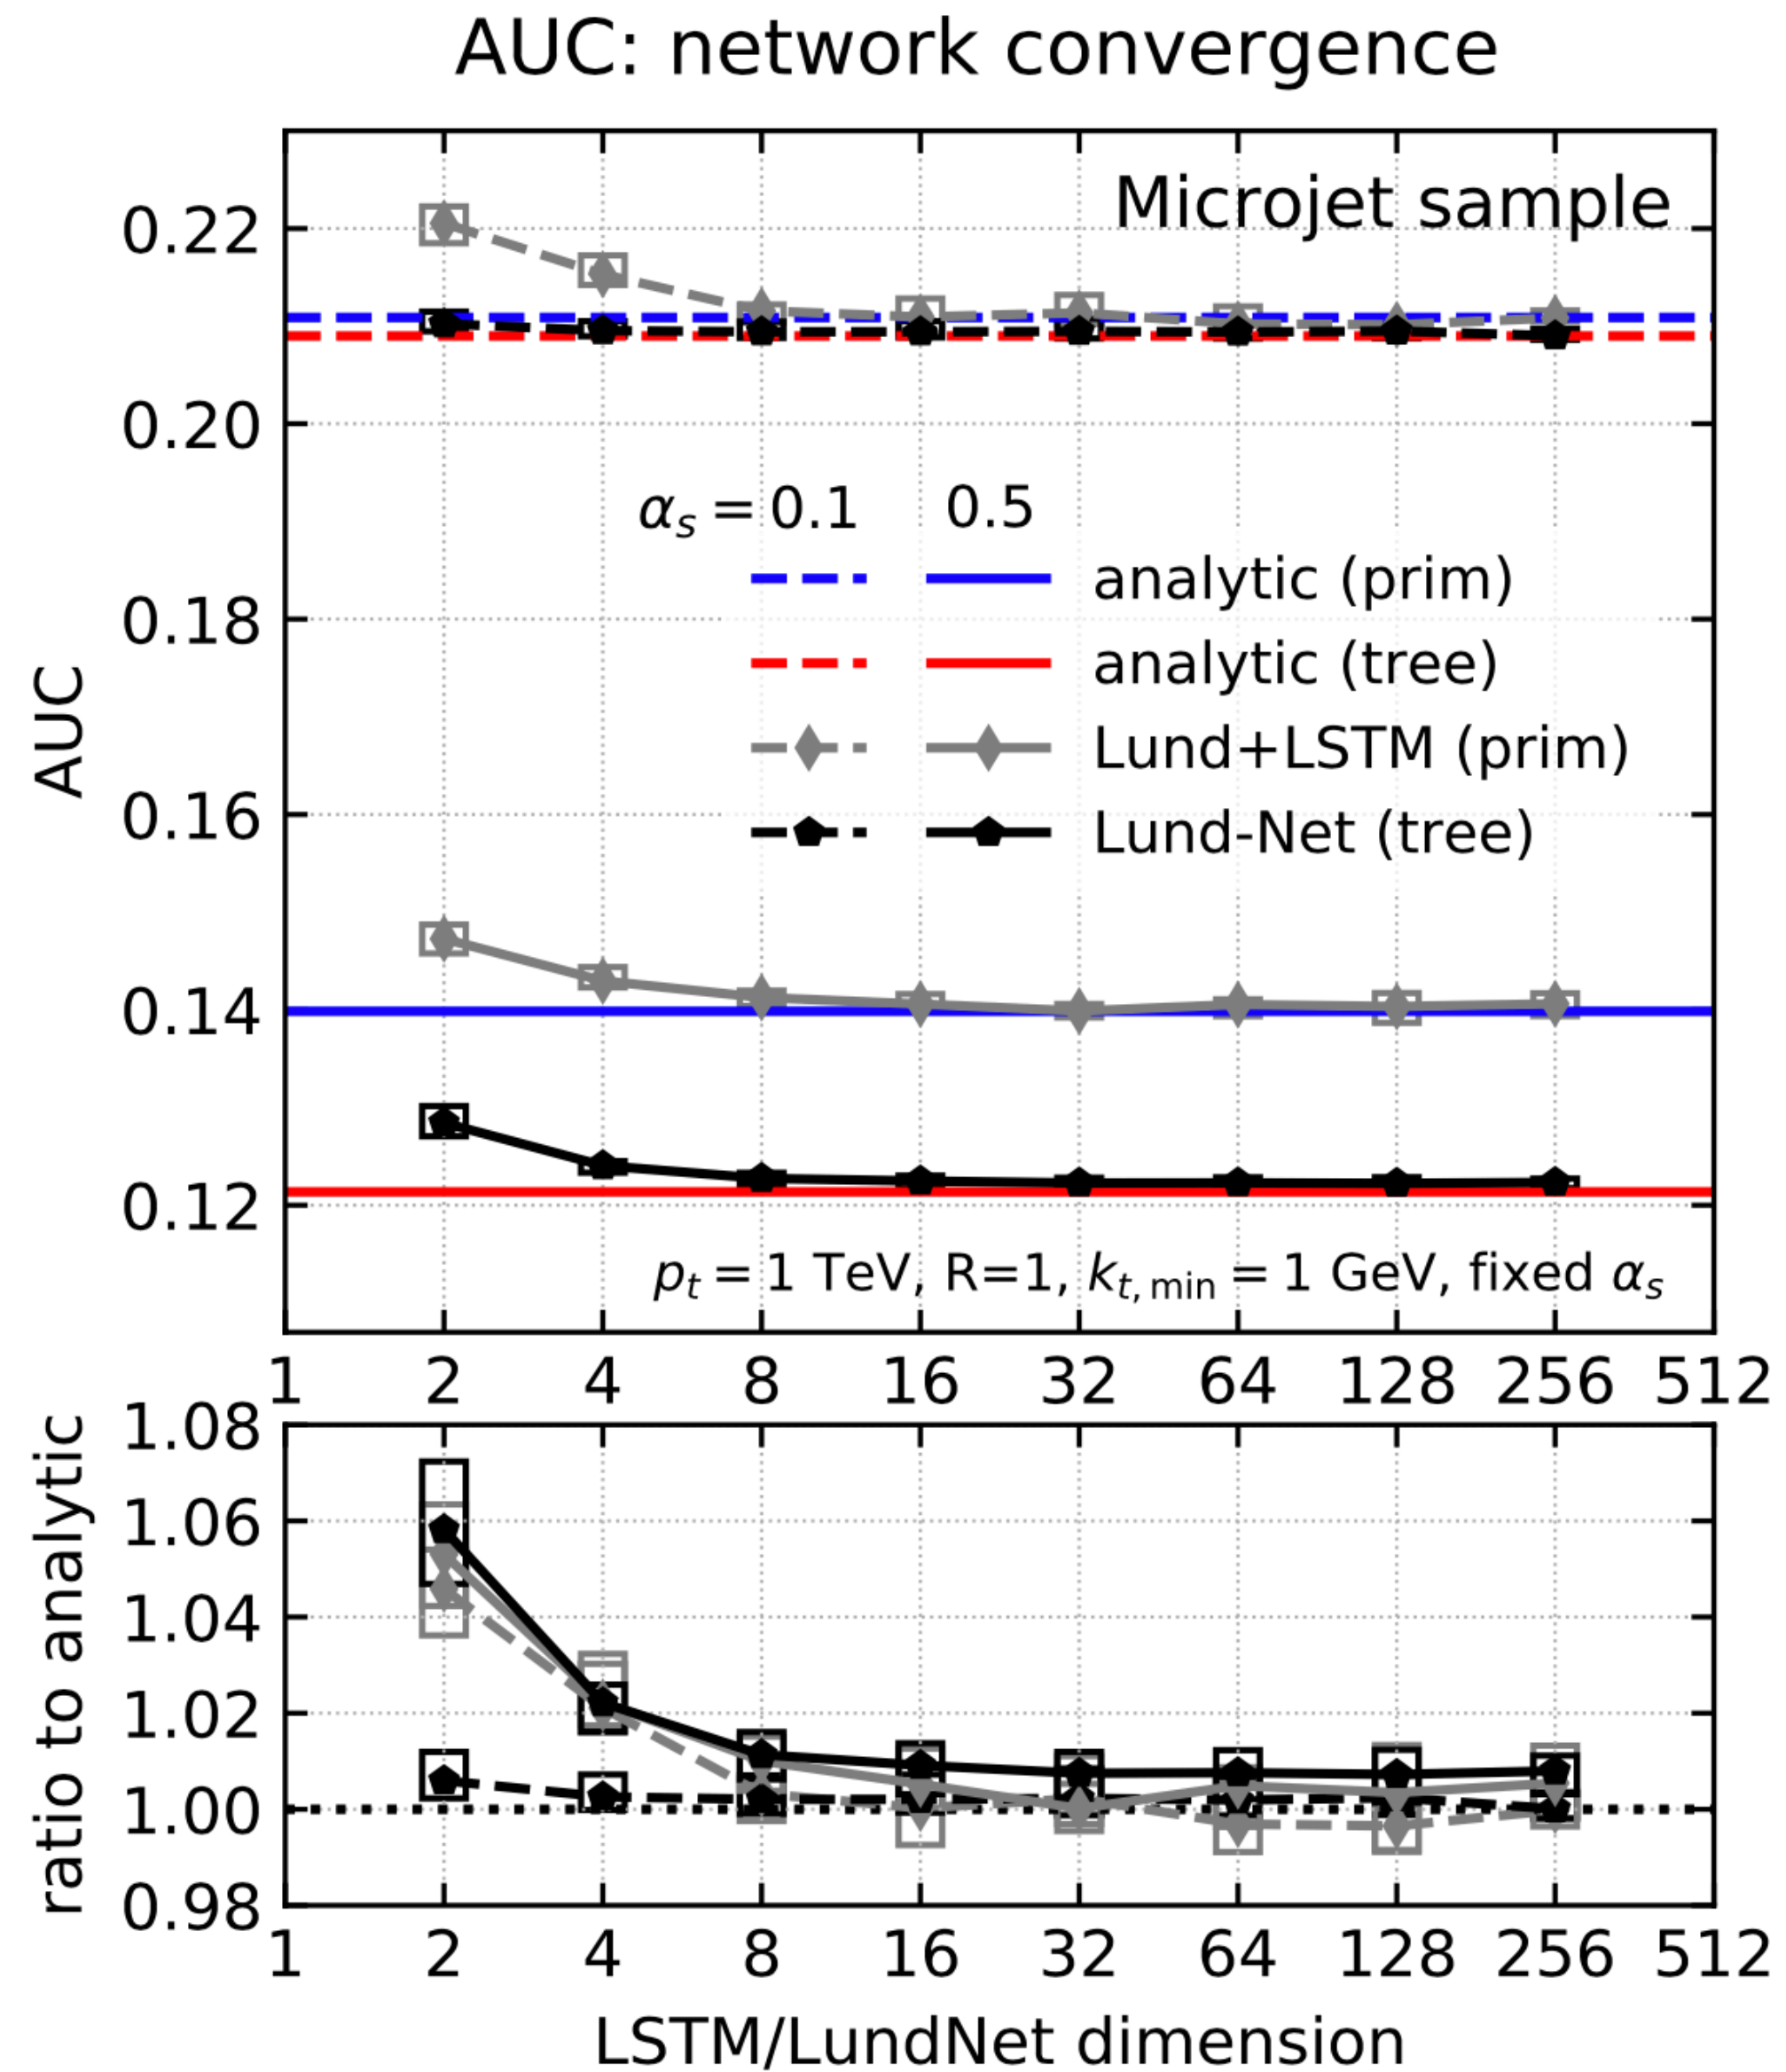 AUC: network convergence
Microjet sample
0.22
0.20
0.18
0.16
0.14
0.12
AUC
αs = 0.1 0.5
analytic (prim)
analytic (tree)
Lund+LSTM (prim)
Lund-Net (tree)
pt = 1 TeV, R=1, kt, min = 1 GeV, fixed αs
1 2 4 8 16 32 64 128 256 512
1.08
1.06
1.04
1.02
1.00
0.98
ratio to analytic
1 2 4 8 16 32 64 128 256 512
LSTM/LundNet dimension